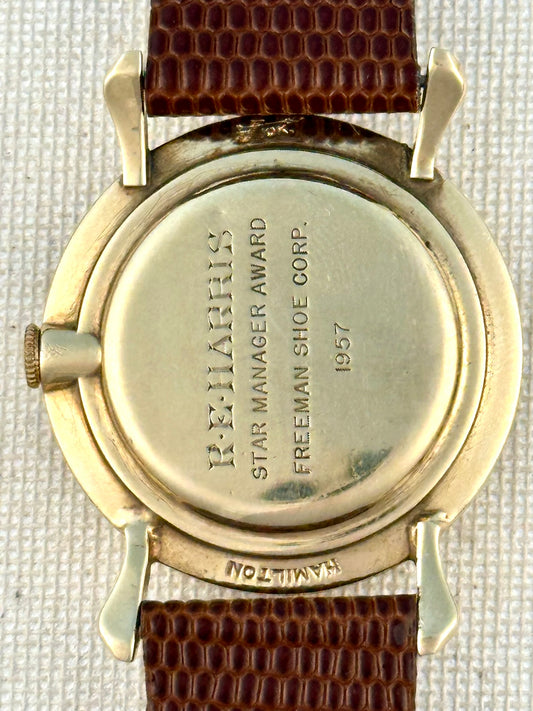 R·E·HARRIS
STAR MANAGER AWARD
FREEMAN SHOE CORP.
1957
HAMILTON